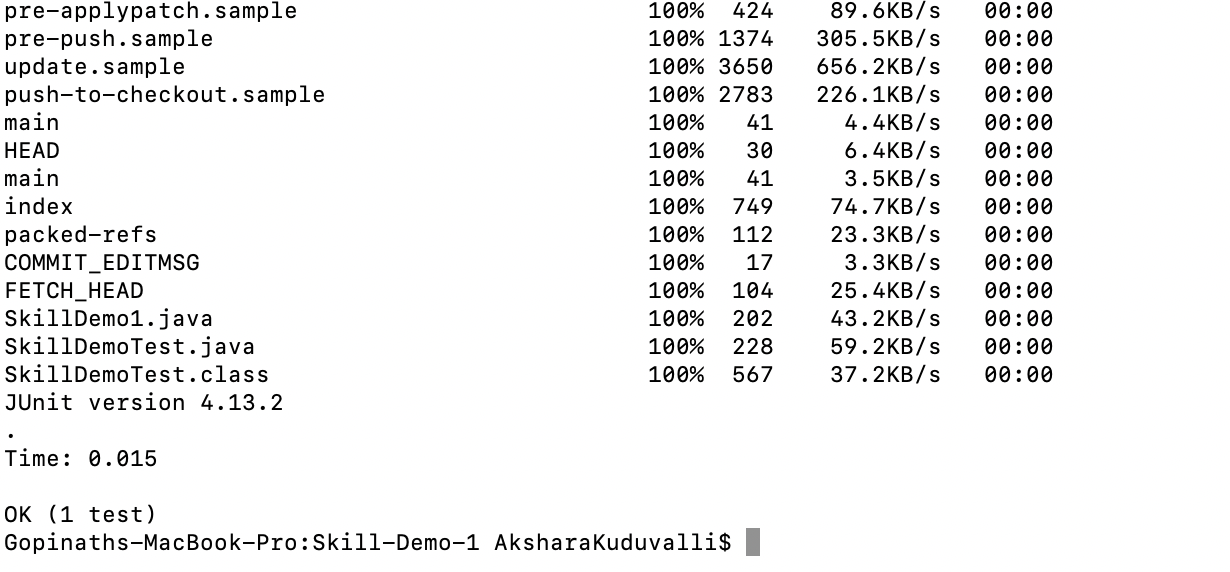 pre-applypatch.sample 100% 424 89.6KB/s 00:00
pre-push.sample 100% 1374 305.5KB/s 00:00
update.sample 100% 3650 656.2KB/s 00:00
push-to-checkout.sample 100% 2783 226.1KB/s 00:00
main 100% 41 4.4KB/s 00:00
HEAD 100% 30 6.4KB/s 00:00
main 100% 41 3.5KB/s 00:00
index 100% 749 74.7KB/s 00:00
packed-refs 100% 112 23.3KB/s 00:00
COMMIT_EDITMSG 100% 17 3.3KB/s 00:00
FETCH_HEAD 100% 104 25.4KB/s 00:00
SkillDemo1.java 100% 202 43.2KB/s 00:00
SkillDemoTest.java 100% 228 59.2KB/s 00:00
SkillDemoTest.class 100% 567 37.2KB/s 00:00
JUnit version 4.13.2
.
Time: 0.015
OK (1 test)
Gopinaths-MacBook-Pro:Skill-Demo-1 AksharaKuduvalli$